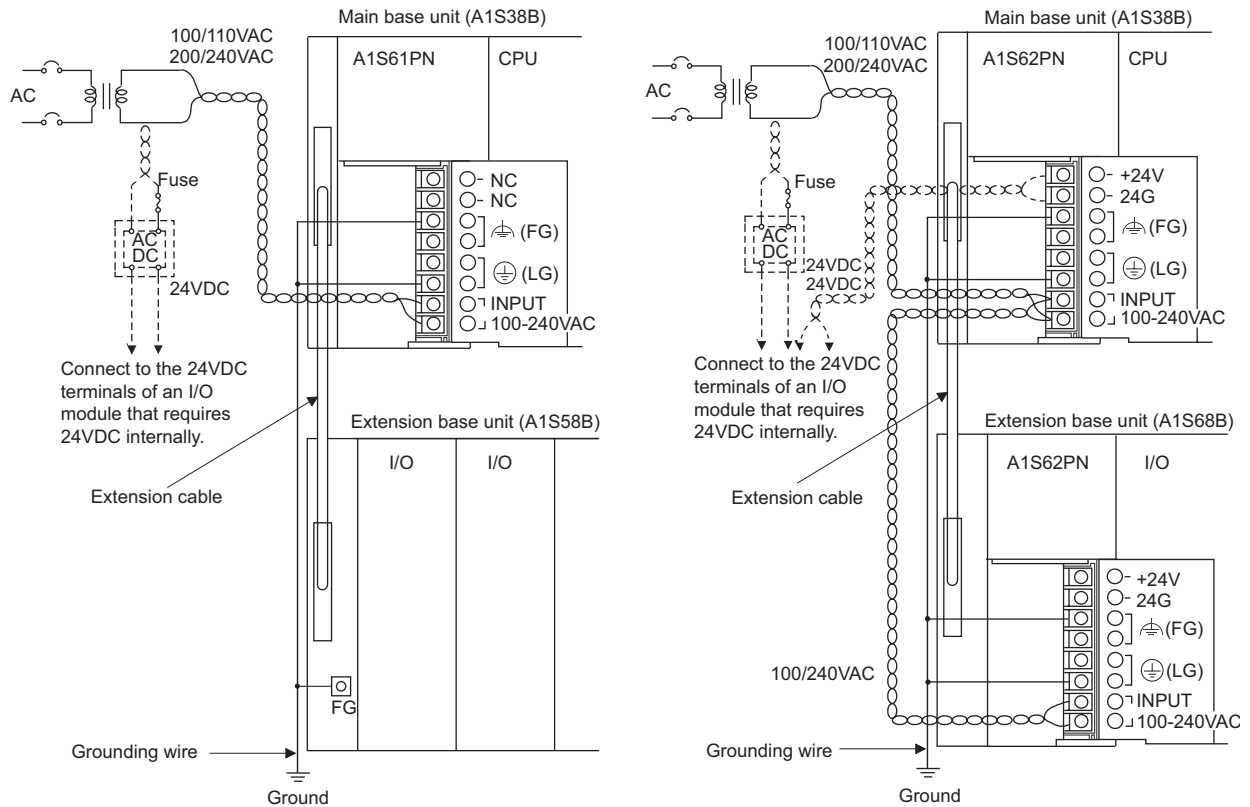 Main base unit (A1S38B)
100/110VAC
200/240VAC
A1S61PN
CPU
AC
Fuse
NC
NC
(FG)
AC
DC
(LG)
24VDC
INPUT
100-240VAC
Connect to the 24VDC
terminals of an I/O
module that requires
24VDC internally.
Extension base unit (A1S58B)
I/O
I/O
Extension cable
FG
Grounding wire
Ground
Main base unit (A1S38B)
100/110VAC
200/240VAC
A1S62PN
CPU
AC
Fuse
+24V
24G
(FG)
AC
DC
24VDC
24VDC
(LG)
INPUT
100-240VAC
Connect to the 24VDC
terminals of an I/O
module that requires
24VDC internally.
Extension base unit (A1S68B)
A1S62PN
I/O
Extension cable
+24V
24G
(FG)
100/240VAC
(LG)
INPUT
100-240VAC
Grounding wire
Ground